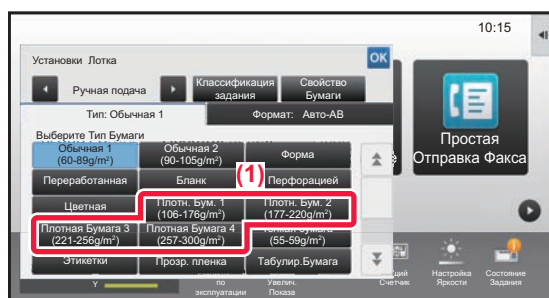 10:15
Установки Лотка
OK
Ручная подача
Классификация
задания
Свойство
Бумаги
Тип: Обычная 1
Формат: Авто-AB
Выберите Тип Бумаги
Обычная 1
(60-89g/m²)
Обычная 2
(90-105g/m²)
Форма
Переработанная
Бланк
(1)
Перфорацией
Цветная
Плотн. Бум. 1
(106-176g/m²)
Плотн. Бум. 2
(177-220g/m²)
Плотная Бумага 3
(221-256g/m²)
Плотная Бумага 4
(257-300g/m²)
(55-59g/m²)
Этикетки
Прозр. пленка
Табулир.Бумага
Простая
Отправка Факса
Y
по
эксплуатации
Увелич.
Показа
Счетчик
Настройка
Яркости
Состояние
Задания